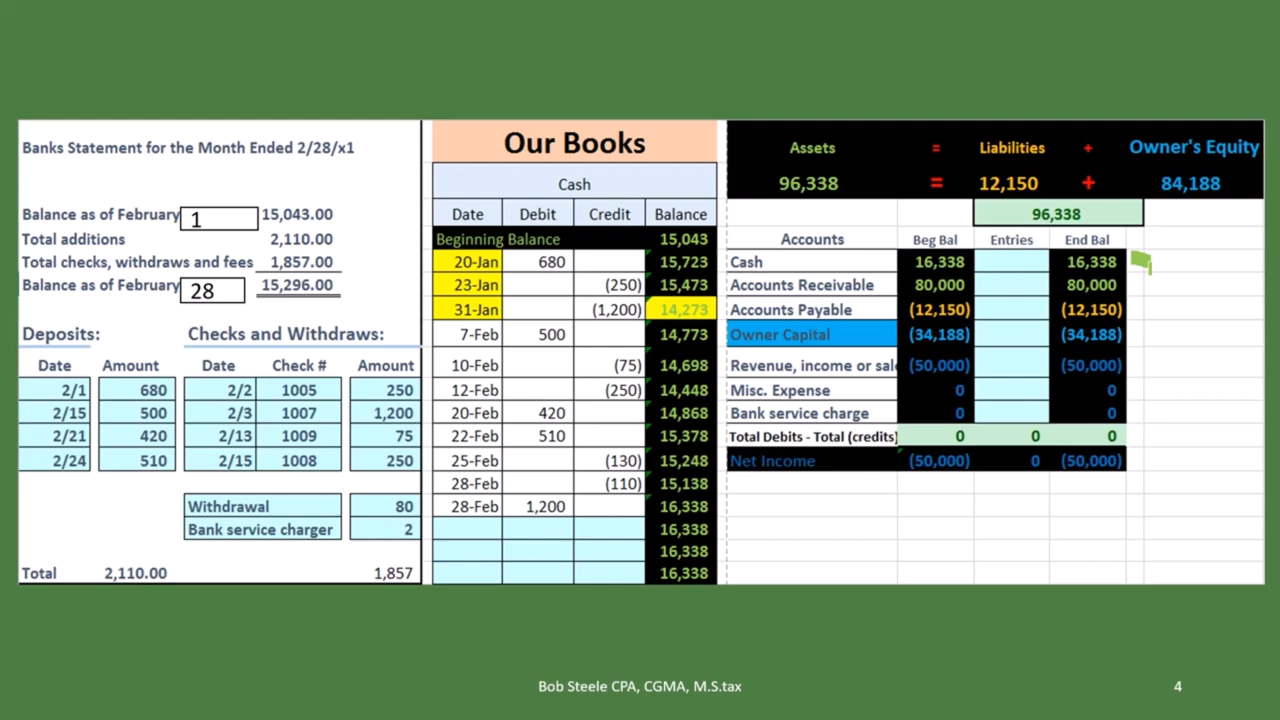 Banks Statement for the Month Ended 2/28/x1
Balance as of February 1 15,043.00
Total additions 2,110.00
Total checks, withdraws and fees 1,857.00
Balance as of February 28 15,296.00
Deposits: Checks and Withdraws:
Date Amount Date Check # Amount
2/1 680 2/2 1005 250
2/15 500 2/3 1007 1,200
2/21 420 2/13 1009 75
2/24 510 2/15 1008 250
Withdrawal 80
Bank service charger 2
Total 2,110.00 1,857
Our Books
Cash
Date Debit Credit Balance
Beginning Balance 15,043
20-Jan 680 15,723
23-Jan (250) 15,473
31-Jan (1,200) 14,273
7-Feb 500 14,773
10-Feb (75) 14,698
12-Feb (250) 14,448
20-Feb 420 14,868
22-Feb 510 15,378
25-Feb (130) 15,248
28-Feb (110) 15,138
28-Feb 1,200 16,338
16,338
16,338
16,338
Assets = Liabilities + Owner's Equity
96,338 = 12,150 + 84,188
96,338
Accounts Beg Bal Entries End Bal
Cash 16,338 16,338
Accounts Receivable 80,000 80,000
Accounts Payable (12,150) (12,150)
Owner Capital (34,188) (34,188)
Revenue, income or sale (50,000) (50,000)
Misc. Expense 0 0
Bank service charge 0 0
Total Debits - Total (credits) 0 0 0
Net Income (50,000) 0 (50,000)
Bob Steele CPA, CGMA, M.S.tax
4